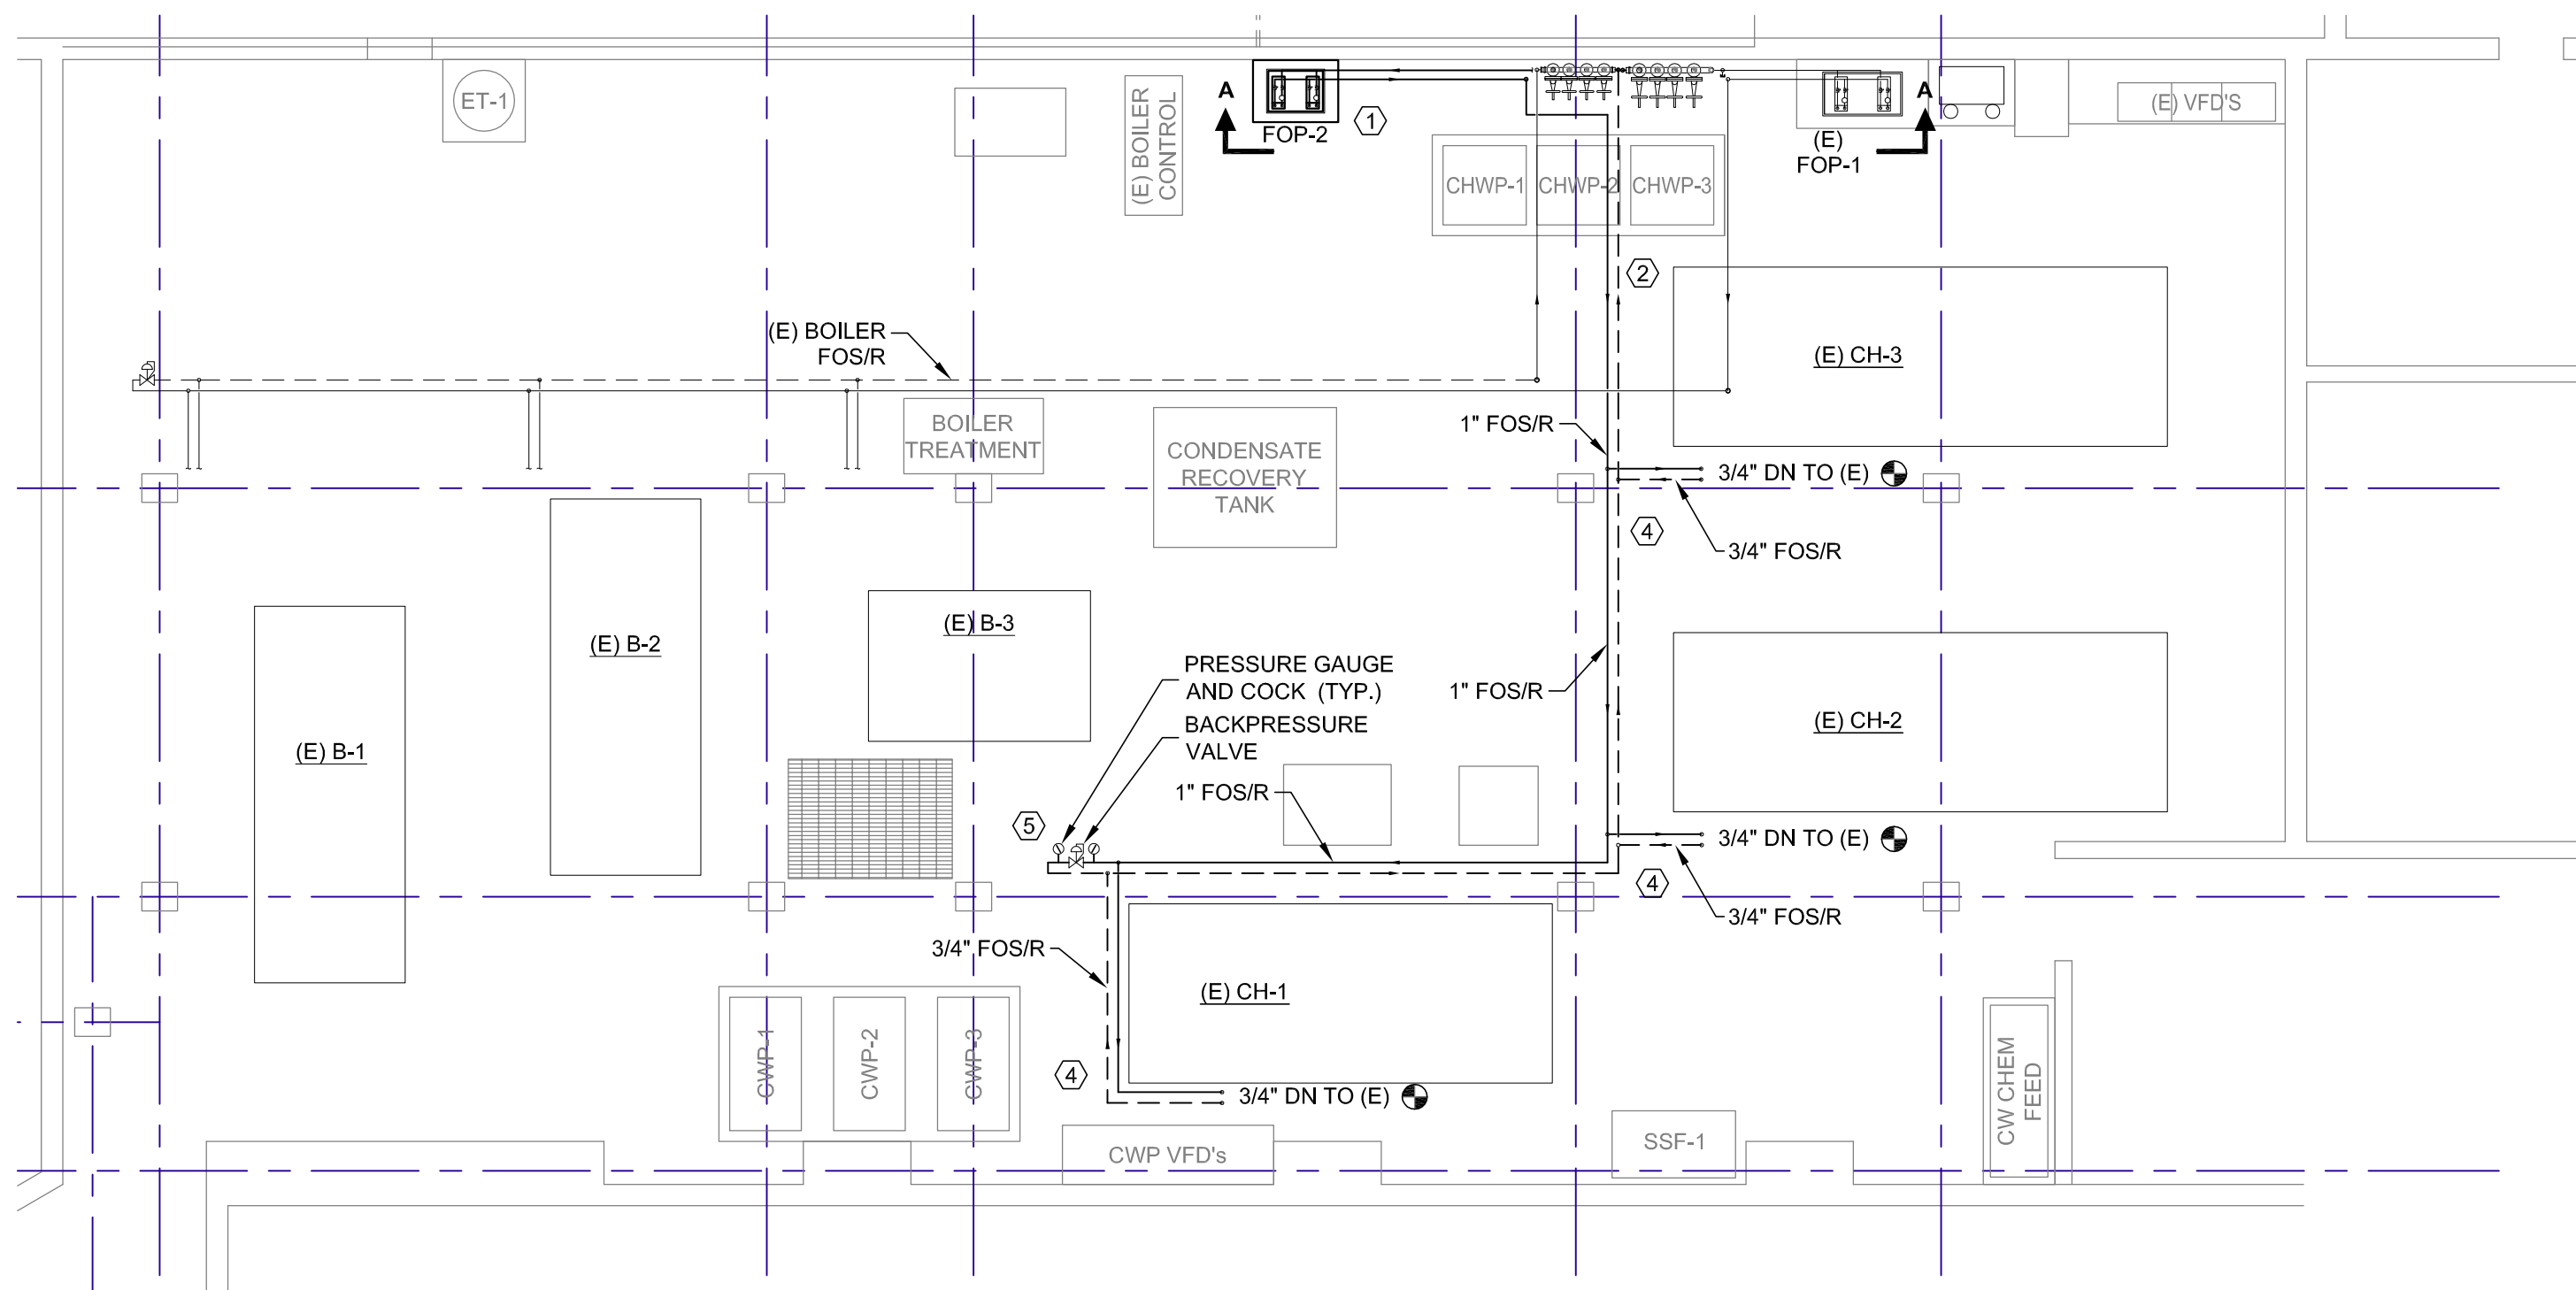 ET-1
(E) BOILER
CONTROL
A
FOP-2
1
CHWP-1
CHWP-2
CHWP-3
(E)
FOP-1
A
(E) VFD'S
2
(E) BOILER
FOS/R
(E) CH-3
BOILER
TREATMENT
CONDENSATE
RECOVERY
TANK
1" FOS/R
3/4" DN TO (E)
4
3/4" FOS/R
(E) B-1
(E) B-2
(E) B-3
PRESSURE GAUGE
AND COCK (TYP.)
BACKPRESSURE
VALVE
1" FOS/R
1" FOS/R
(E) CH-2
5
3/4" DN TO (E)
4
3/4" FOS/R
3/4" FOS/R
(E) CH-1
CWP-1
CWP-2
CWP-3
4
3/4" DN TO (E)
CWP VFD's
SSF-1
CW CHEM
FEED